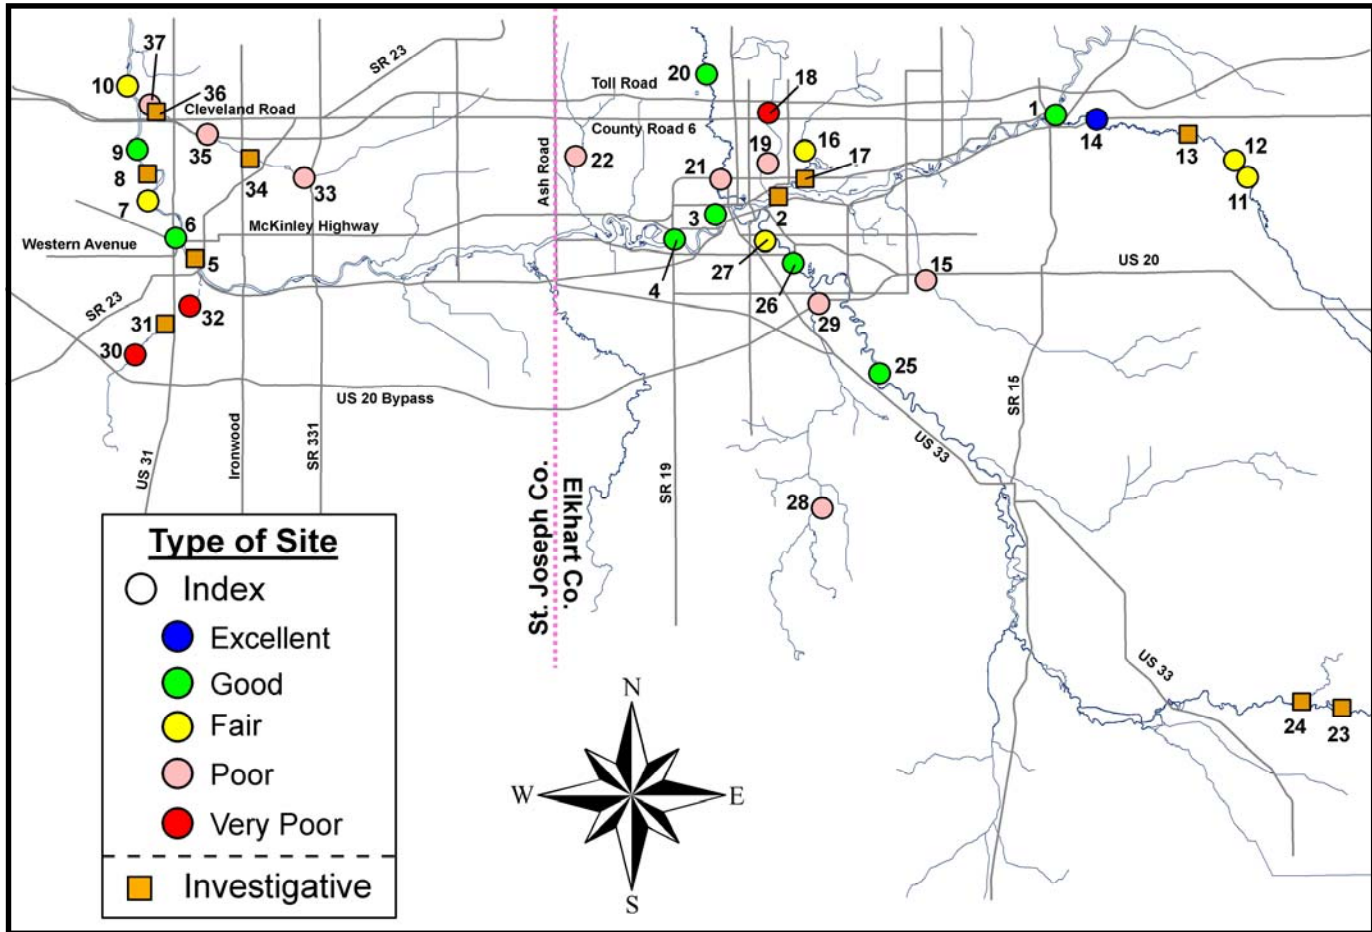 37
SR 23
20
18
10
Toll Road
36
Cleveland Road
1
County Road 6
16
14
13
12
9
35
22
19
17
8
34
33
Ash Road
21
11
7
6
3
2
McKinley Highway
Western Avenue
5
27
15
US 20
4
26
SR 23
32
31
29
30
25
US 20 Bypass
SR 15
US 31
Ironwood
SR 331
SR 19
US 33
28
St. Joseph Co.
Elkhart Co.
Type of Site
Index
Excellent
Good
Fair
Poor
Very Poor
Investigative
US 33
24
23
N
W
E
S